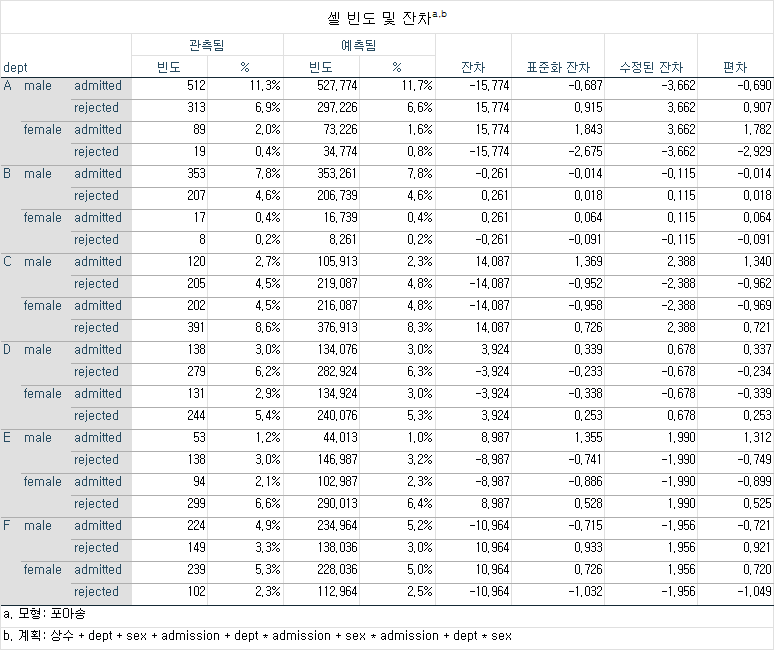 셀 빈도 및 잔차a,b
관측됨 예측됨
dept 빈도 % 빈도 % 잔차 표준화 잔차 수정된 잔차 편차
A male admitted 512 11,3% 527,774 11,7% -15,774 -0,687 -3,662 -0,690
rejected 313 6,9% 297,226 6,6% 15,774 0,915 3,662 0,907
female admitted 89 2,0% 73,226 1,6% 15,774 1,843 3,662 1,782
rejected 19 0,4% 34,774 0,8% -15,774 -2,675 -3,662 -2,929
B male admitted 353 7,8% 353,261 7,8% -0,261 -0,014 -0,115 -0,014
rejected 207 4,6% 206,739 4,6% 0,261 0,018 0,115 0,018
female admitted 17 0,4% 16,739 0,4% 0,261 0,064 0,115 0,064
rejected 8 0,2% 8,261 0,2% -0,261 -0,091 -0,115 -0,091
C male admitted 120 2,7% 105,913 2,3% 14,087 1,369 2,388 1,340
rejected 205 4,5% 219,087 4,8% -14,087 -0,952 -2,388 -0,962
female admitted 202 4,5% 216,087 4,8% -14,087 -0,958 -2,388 -0,969
rejected 391 8,6% 376,913 8,3% 14,087 0,726 2,388 0,721
D male admitted 138 3,0% 134,076 3,0% 3,924 0,339 0,678 0,337
rejected 279 6,2% 282,924 6,3% -3,924 -0,233 -0,678 -0,234
female admitted 131 2,9% 134,924 3,0% -3,924 -0,338 -0,678 -0,339
rejected 244 5,4% 240,076 5,3% 3,924 0,253 0,678 0,253
E male admitted 53 1,2% 44,013 1,0% 8,987 1,355 1,990 1,312
rejected 138 3,0% 146,987 3,2% -8,987 -0,741 -1,990 -0,749
female admitted 94 2,1% 102,987 2,3% -8,987 -0,886 -1,990 -0,899
rejected 299 6,6% 290,013 6,4% 8,987 0,528 1,990 0,525
F male admitted 224 4,9% 234,964 5,2% -10,964 -0,715 -1,956 -0,721
rejected 149 3,3% 138,036 3,0% 10,964 0,933 1,956 0,921
female admitted 239 5,3% 228,036 5,0% 10,964 0,726 1,956 0,720
rejected 102 2,3% 112,964 2,5% -10,964 -1,032 -1,956 -1,049
a. 모형: 포아송
b. 계획: 상수 + dept + sex + admission + dept * admission + sex * admission + dept * sex